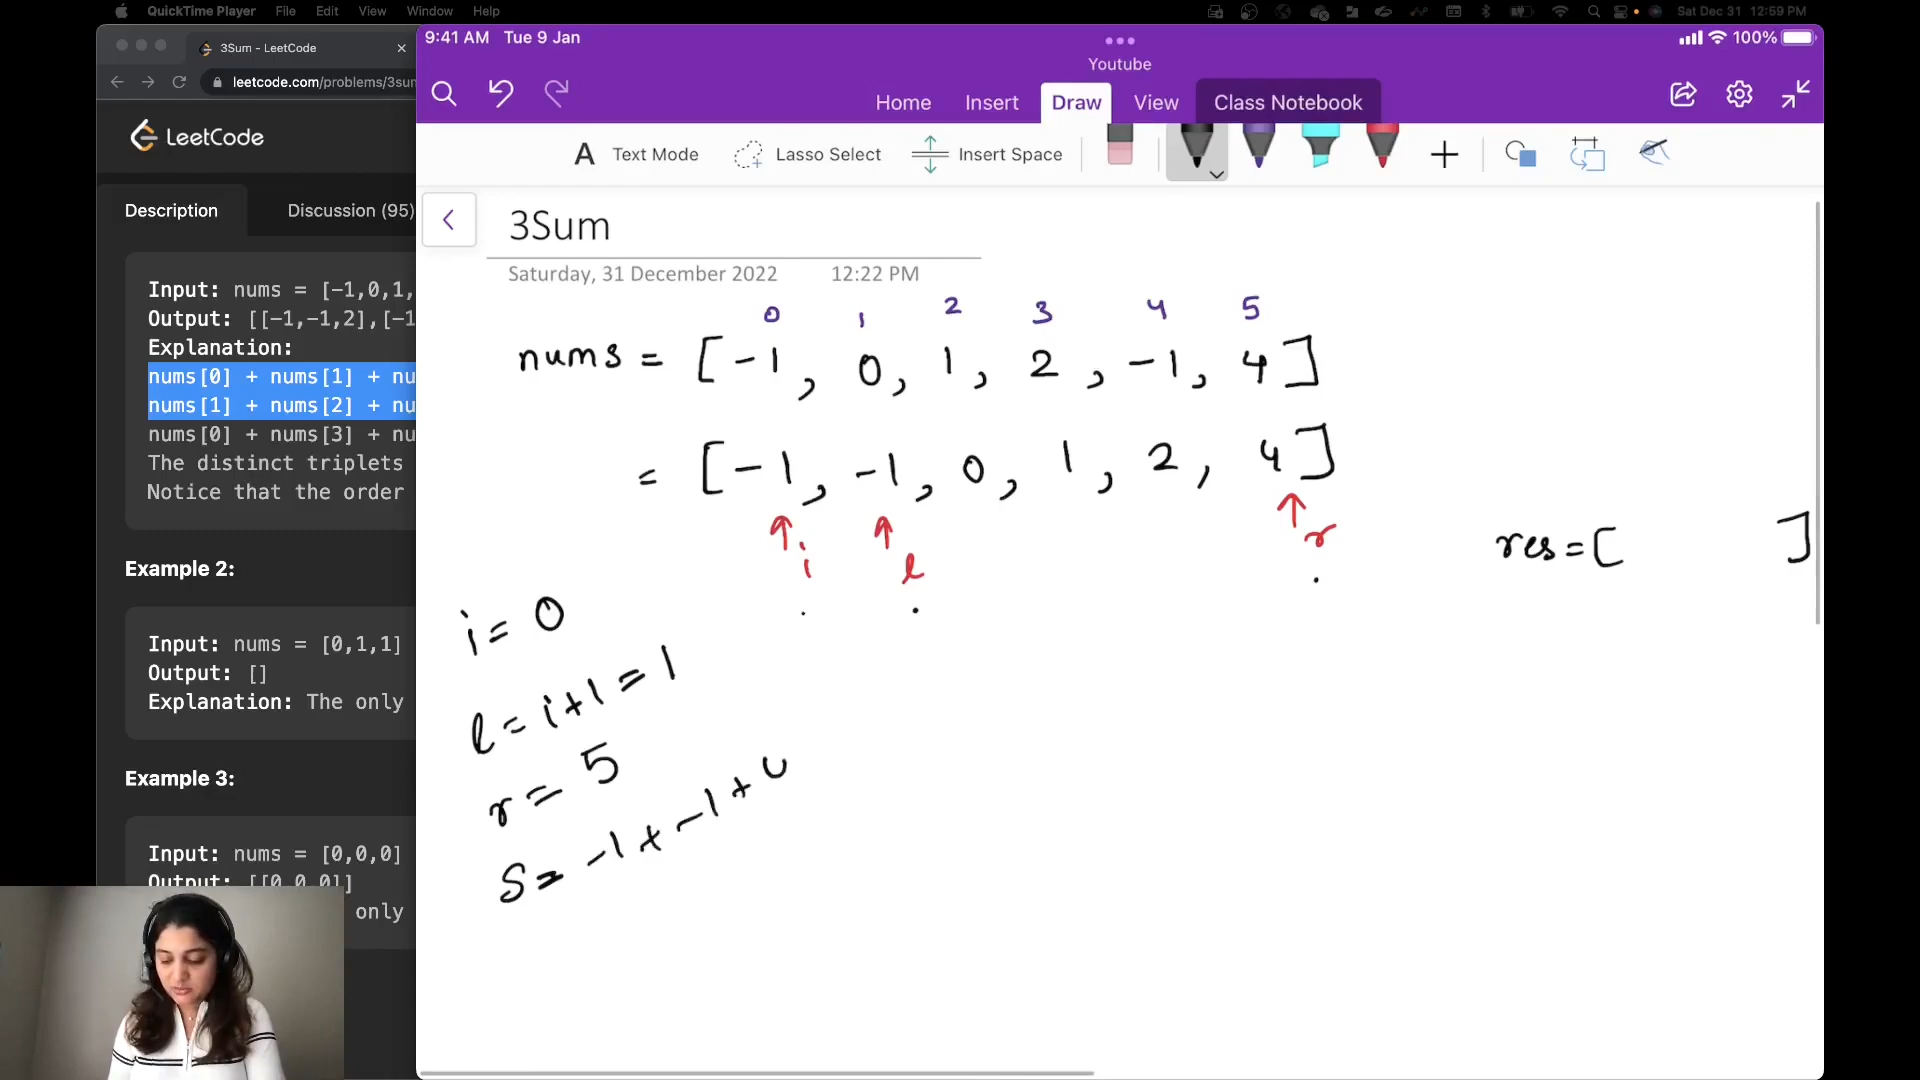 QuickTime Player File Edit View Window Help Sat Dec 31 12:59 PM
3Sum - LeetCode
leetcode.com/problems/3sum
LeetCode
Description Discussion (95)
Input: nums = [-1,0,1,
Output: [[-1,-1,2],[-1
Explanation:
nums[0] + nums[1] + nu
nums[1] + nums[2] + nu
nums[0] + nums[3] + nu
The distinct triplets
Notice that the order
Example 2:
Input: nums = [0,1,1]
Output: []
Explanation: The only
Example 3:
Input: nums = [0,0,0]
Output: [[0,0,0]]
only
9:41 AM Tue 9 Jan 100%
Youtube
Home Insert Draw View Class Notebook
A Text Mode Lasso Select Insert Space
3Sum
Saturday, 31 December 2022 12:22 PM
0 1 2 3 4 5
nums = [-1, 0, 1, 2, -1, 4]
= [-1, -1, 0, 1, 2, 4]
i l r
res = [ ]
i = 0
l = i+1 = 1
r = 5
S = -1 + -1 +